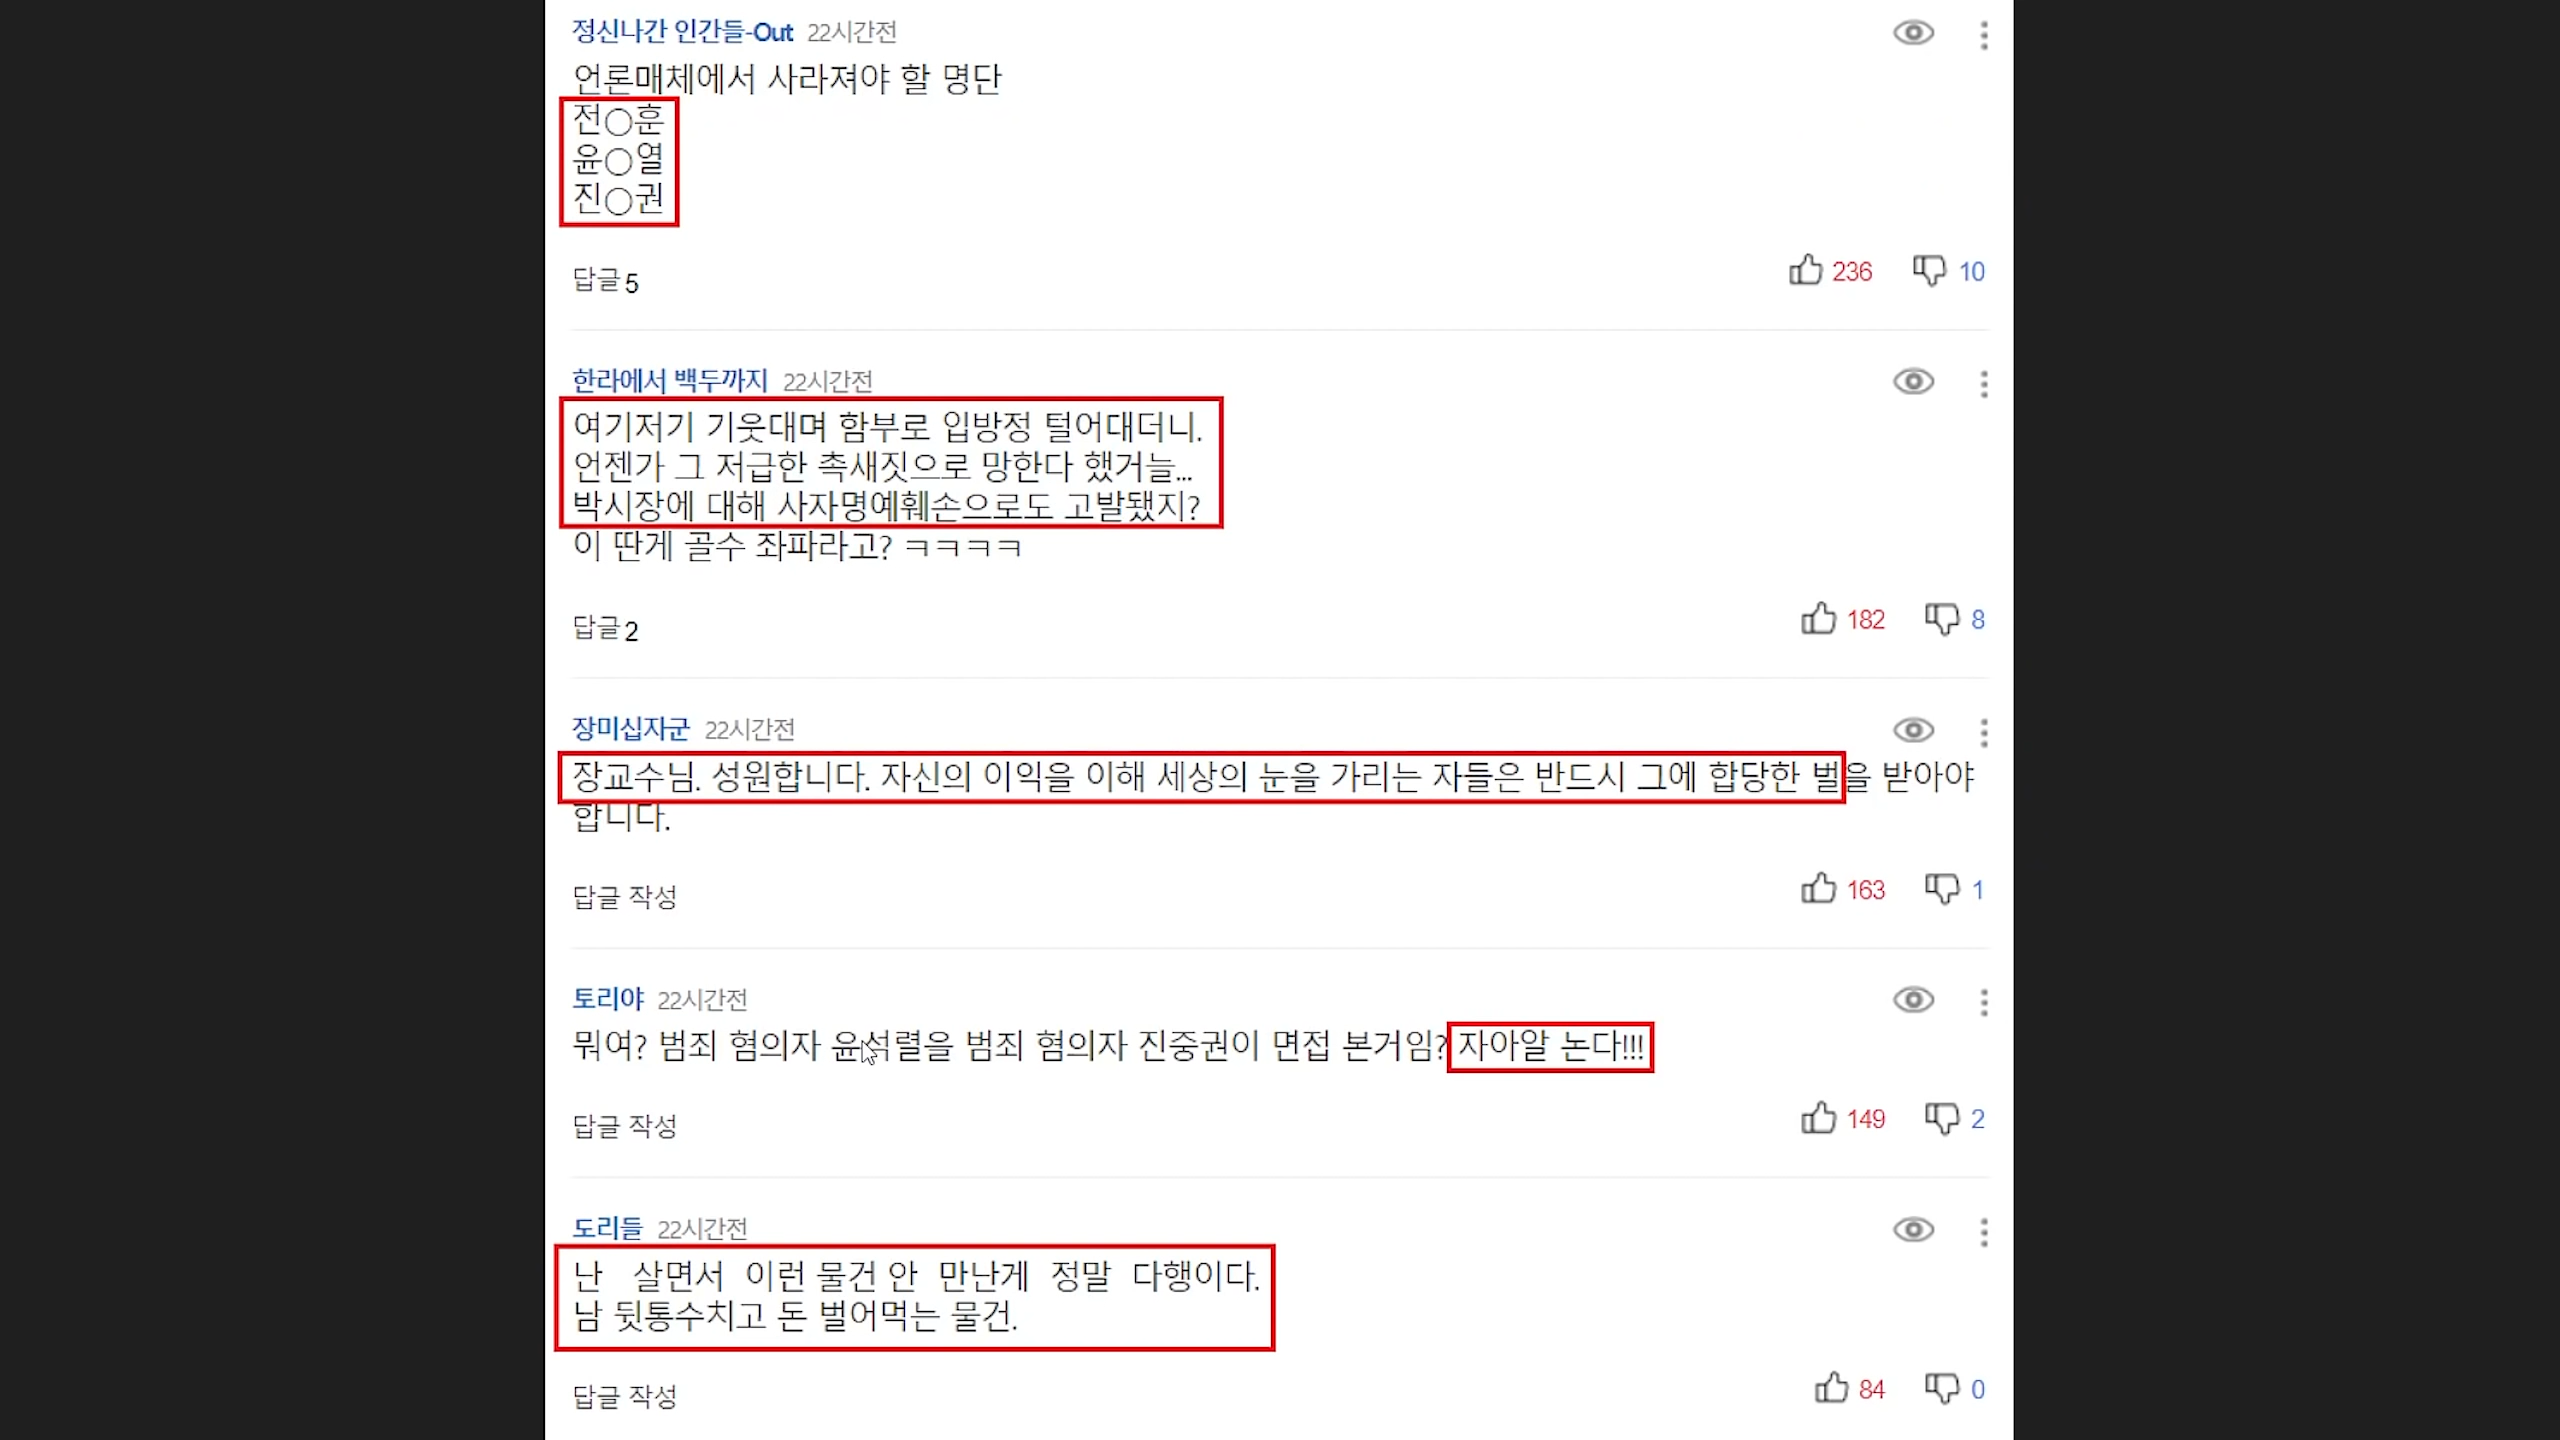 정신나간 인간들-Out 22시간전
언론매체에서 사라져야 할 명단
전○훈
윤○열
진○권
답글 5
236 10
한라에서 백두까지 22시간전
여기저기 기웃대며 함부로 입방정 털어대더니.
언젠가 그 저급한 촉새짓으로 망한다 했거늘...
박시장에 대해 사자명예훼손으로도 고발됐지?
이 딴게 골수 좌파라고? ㅋㅋㅋㅋ
답글 2
182 8
장미십자군 22시간전
장교수님. 성원합니다. 자신의 이익을 이해 세상의 눈을 가리는 자들은 반드시 그에 합당한 벌을 받아야
합니다.
답글 작성
163 1
토리야 22시간전
뭐여? 범죄 혐의자 윤석렬을 범죄 혐의자 진중권이 면접 본거임? 자아알 논다!!!
답글 작성
149 2
도리들 22시간전
난 살면서 이런 물건 안 만난게 정말 다행이다.
남 뒷통수치고 돈 벌어먹는 물건.
답글 작성
84 0